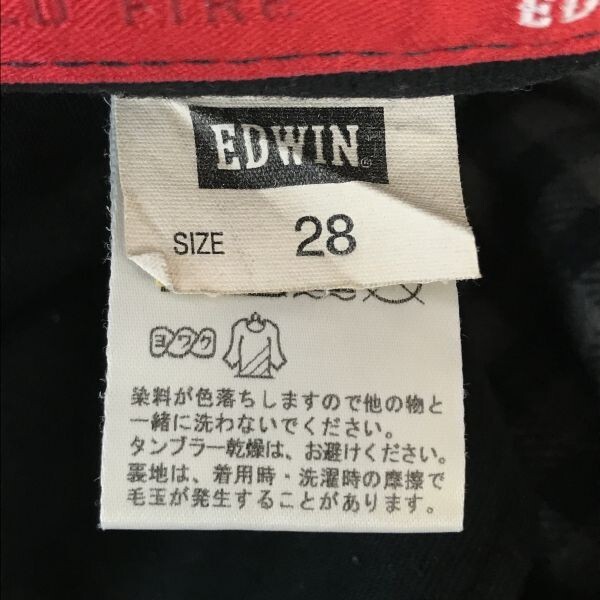 ED FIRE ED
EDWIN
SIZE 28
ヨワク
染料が色落ちしますので他の物と
一緒に洗わないでください。
タンブラー乾燥は、お避けください。
裏地は、着用時・洗濯時の摩擦で
毛玉が発生することがあります。